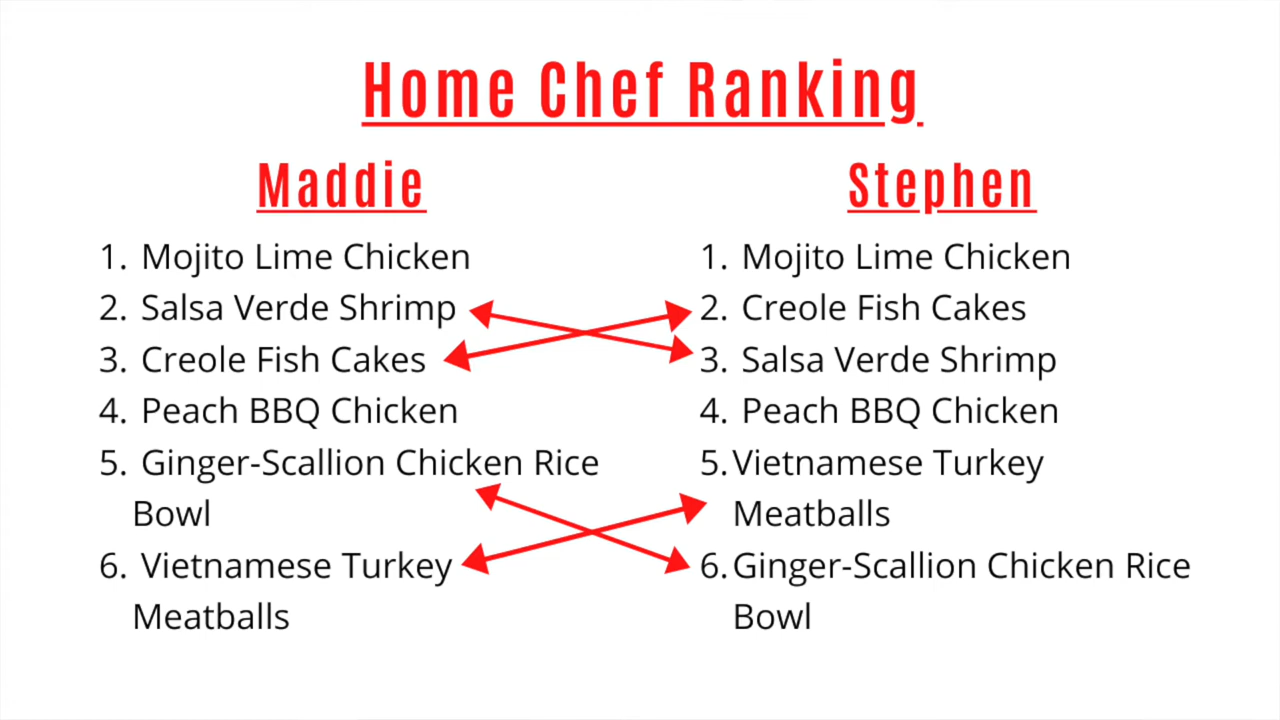 Home Chef Ranking
Maddie
1. Mojito Lime Chicken
2. Salsa Verde Shrimp
3. Creole Fish Cakes
4. Peach BBQ Chicken
5. Ginger-Scallion Chicken Rice
Bowl
6. Vietnamese Turkey
Meatballs
Stephen
1. Mojito Lime Chicken
2. Creole Fish Cakes
3. Salsa Verde Shrimp
4. Peach BBQ Chicken
5. Vietnamese Turkey
Meatballs
6. Ginger-Scallion Chicken Rice
Bowl